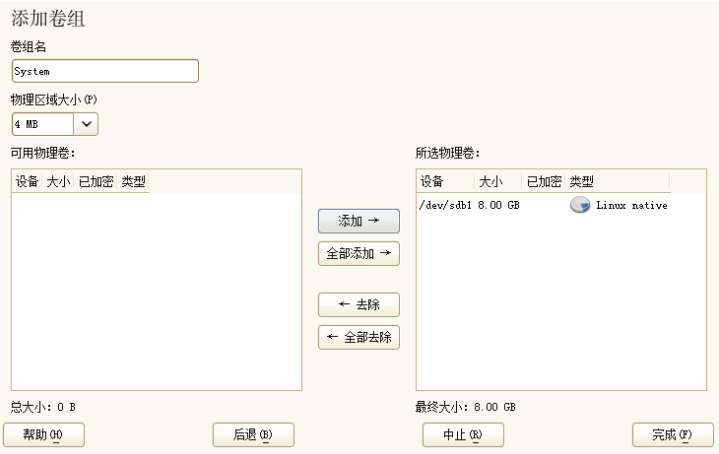 添加卷组
卷组名
System
物理区域大小(P)
4 MB
可用物理卷: 所选物理卷:
设备 大小 已加密 类型 设备 大小 已加密 类型
/dev/sdb1 8.00 GB Linux native
添加 →
全部添加 →
← 去除
← 全部去除
总大小: 0 B 最终大小: 8.00 GB
帮助(H) 后退(B) 中止(R) 完成(F)